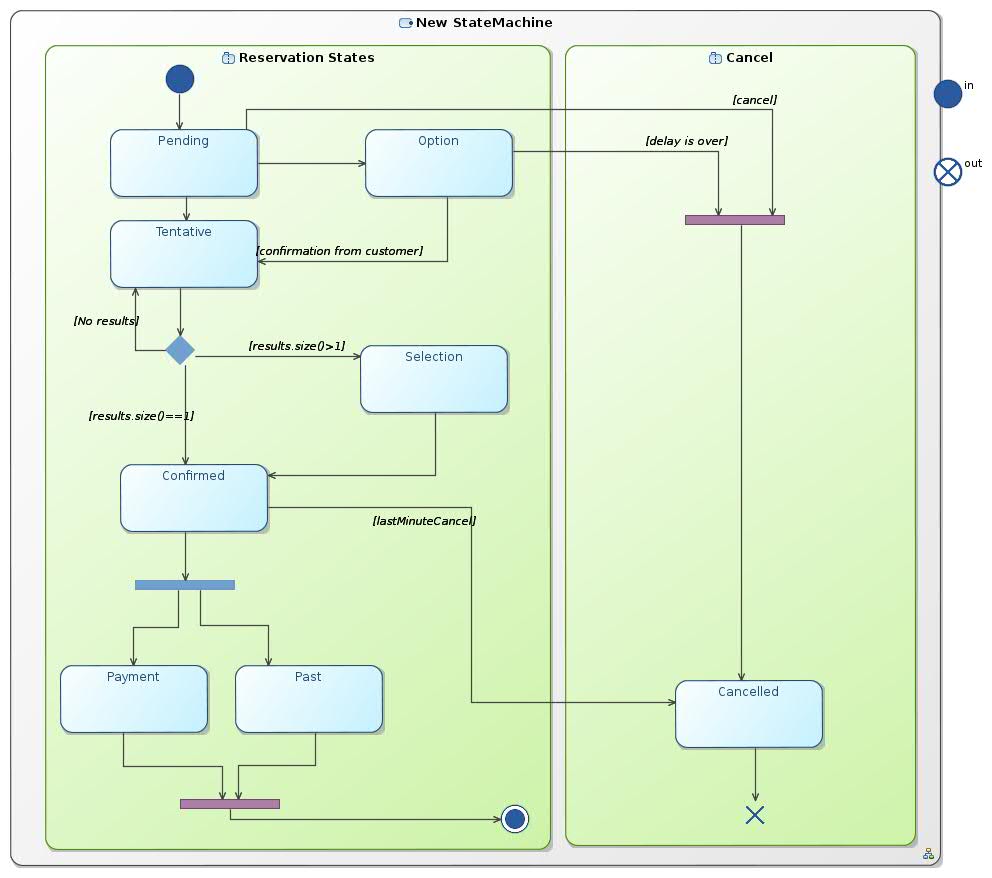 New StateMachine
Reservation States
Cancel
in
[cancel]
Pending
Option
[delay is over]
out
Tentative
[confirmation from customer]
[No results]
[results.size()>1]
Selection
[results.size()==1]
Confirmed
[lastMinuteCancel]
Payment
Past
Cancelled